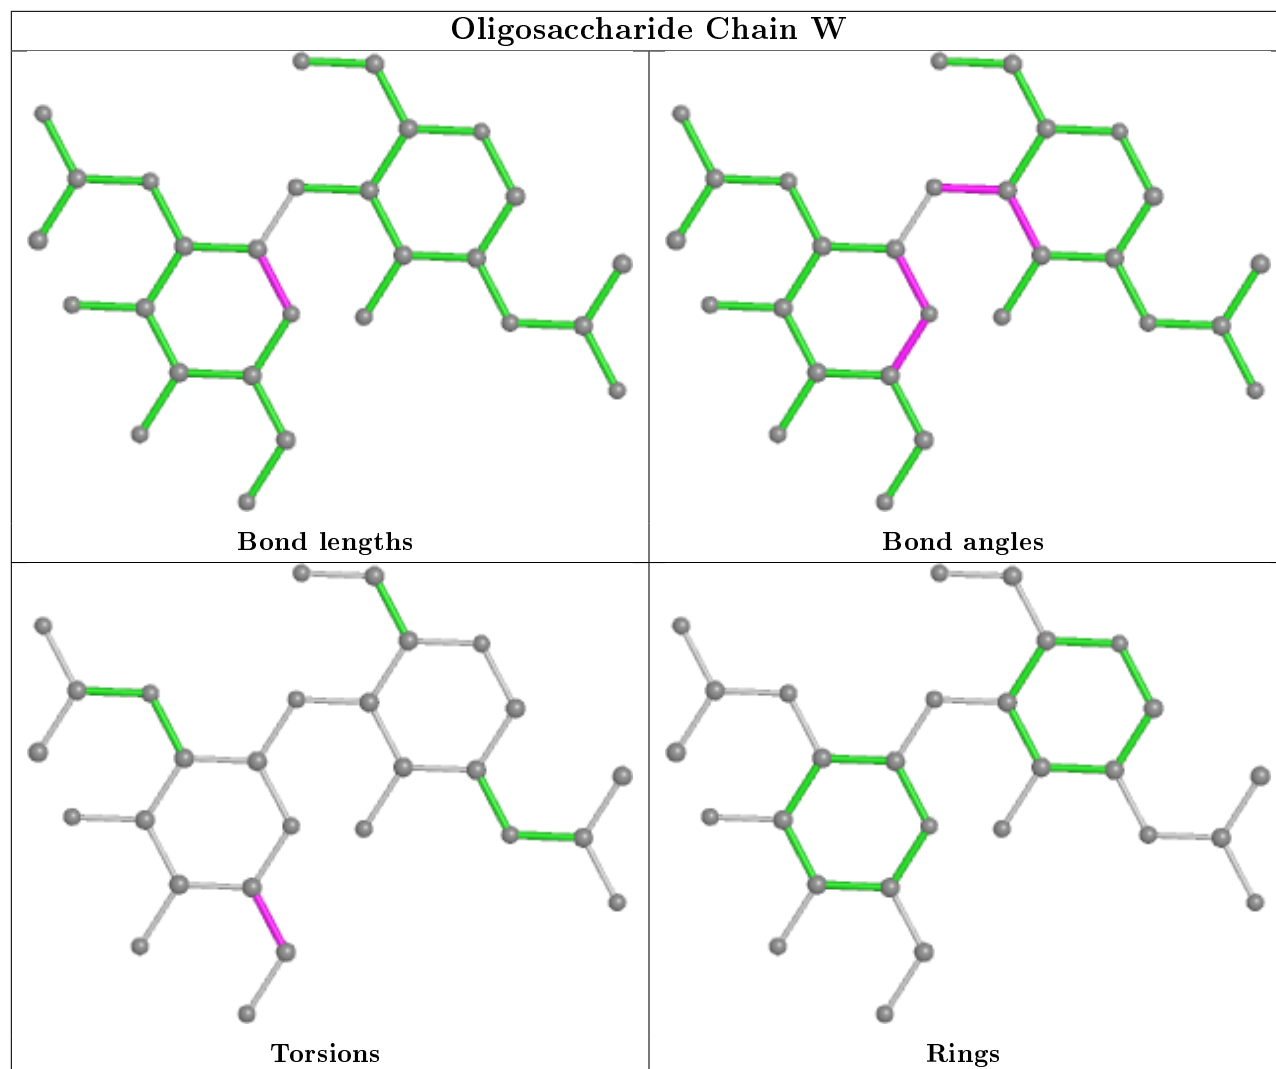 Oligosaccharide Chain W
Bond lengths
Bond angles
Torsions
Rings